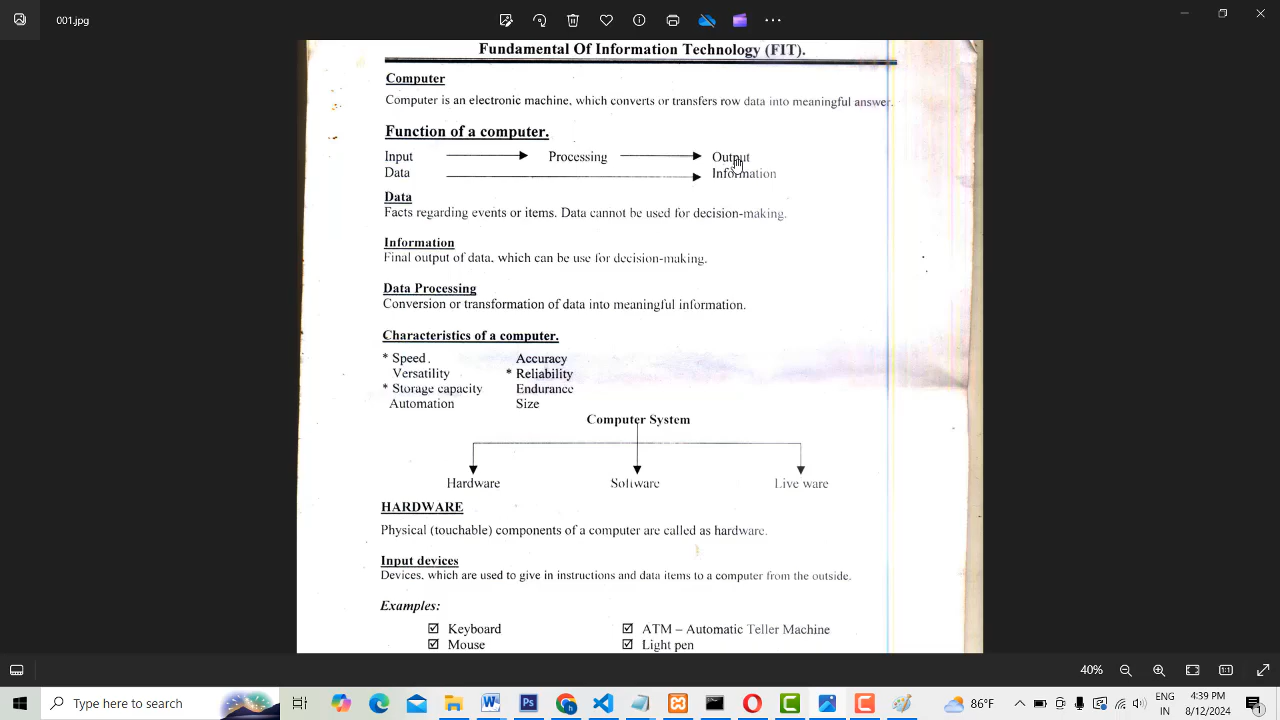 001.jpg
Fundamental Of Information Technology (FIT).
Computer
Computer is an electronic machine, which converts or transfers row data into meaningful answer.
Function of a computer.
Input Processing Output
Data Information
Data
Facts regarding events or items. Data cannot be used for decision-making.
Information
Final output of data, which can be use for decision-making.
Data Processing
Conversion or transformation of data into meaningful information.
Characteristics of a computer.
* Speed. Accuracy
Versatility * Reliability
* Storage capacity Endurance
Automation Size
Computer System
Hardware Software Live ware
HARDWARE
Physical (touchable) components of a computer are called as hardware.
Input devices
Devices, which are used to give in instructions and data items to a computer from the outside.
Examples:
☑ Keyboard ☑ ATM – Automatic Teller Machine
☑ Mouse ☑ Light pen
40%
Type here to search
86°F
ENG
IN
4:39 PM
8/12/2024